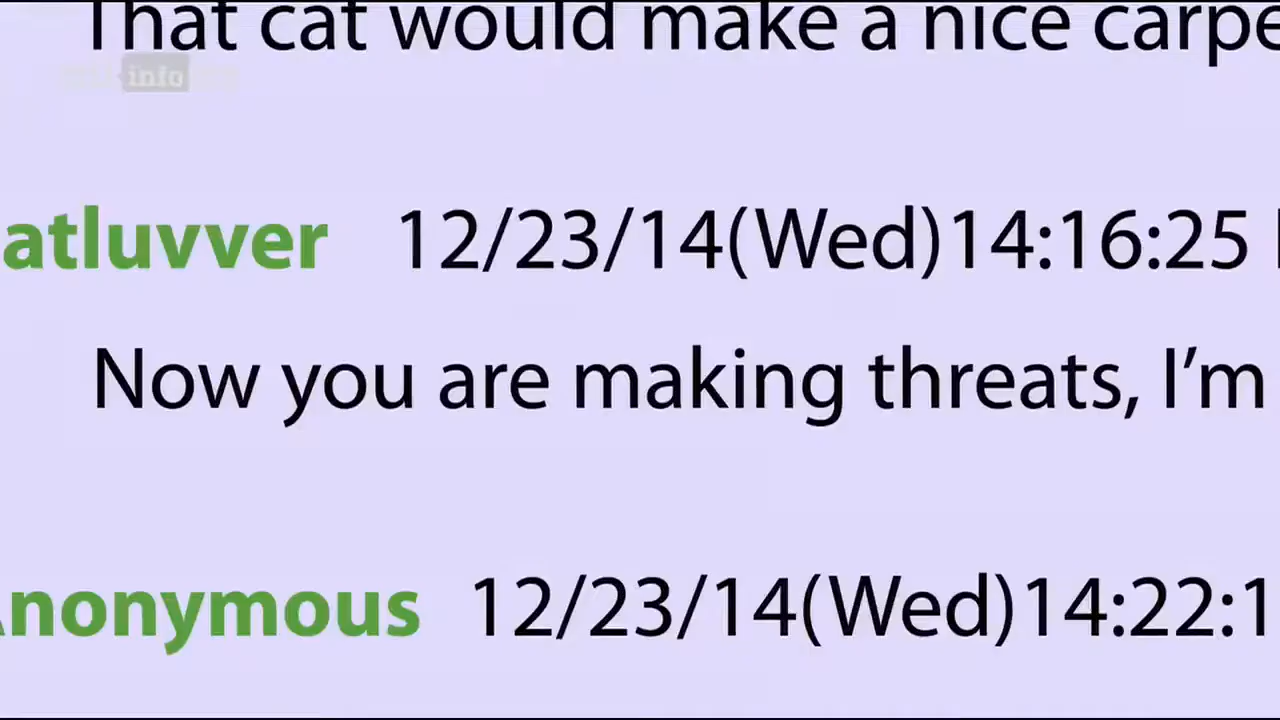 That cat would make a nice carpe
info
atluvver 12/23/14(Wed)14:16:25
Now you are making threats, I’m
nonymous 12/23/14(Wed)14:22:1